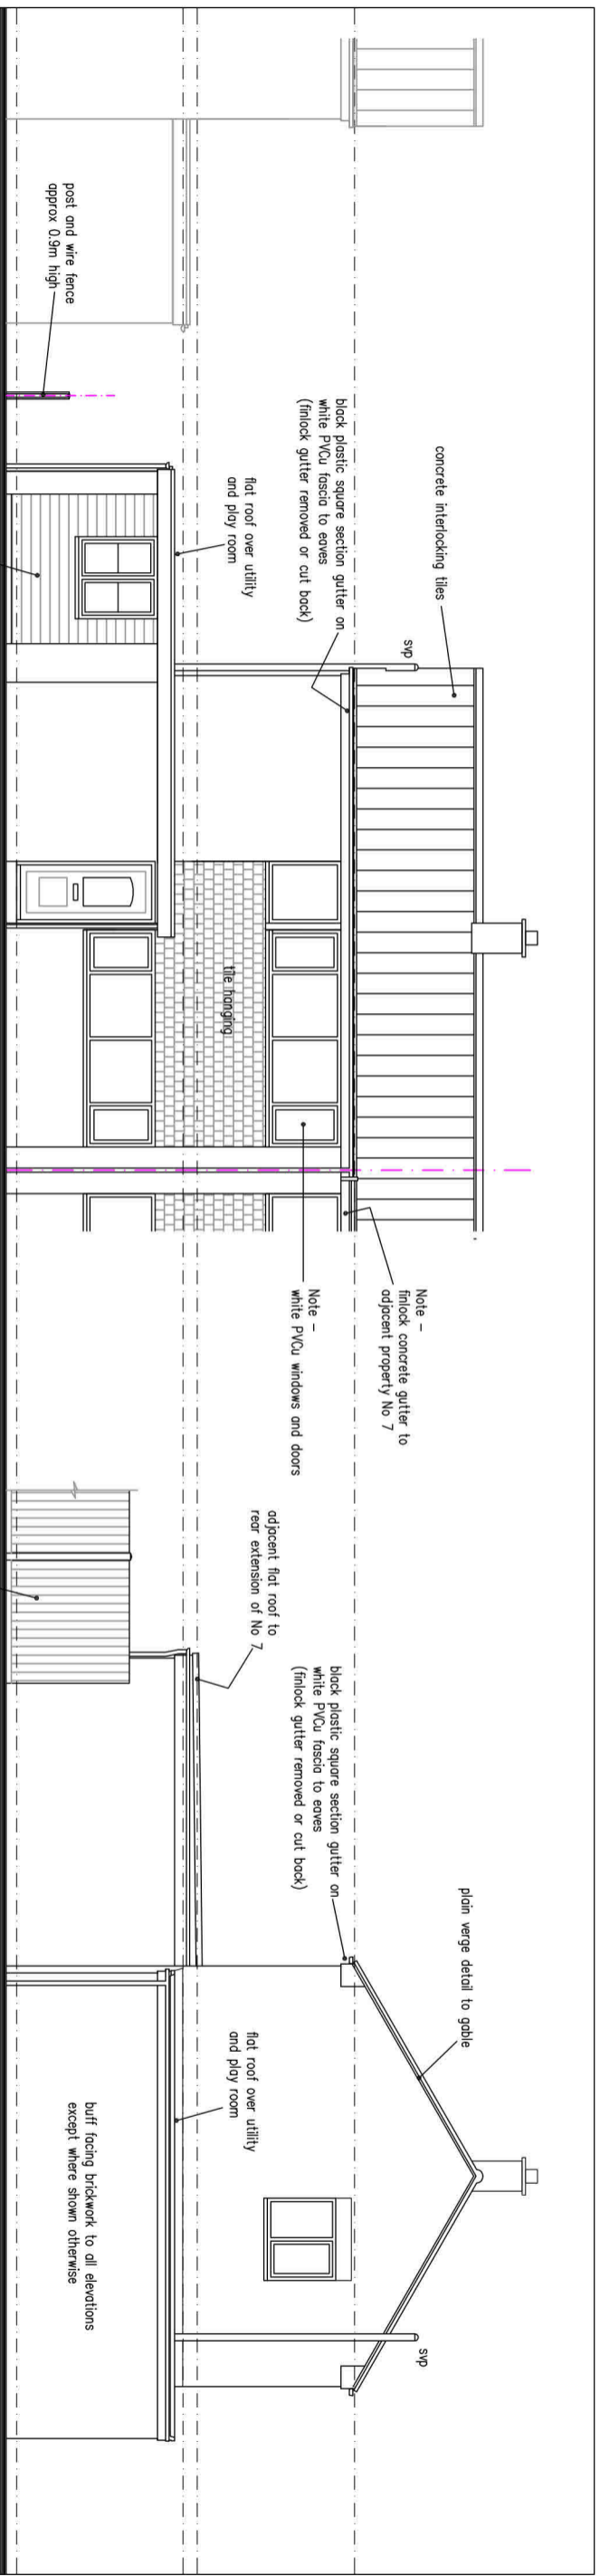 post and wire fence
approx 0.9m high
black plastic square section gutter on
white PVCu fascia to eaves
(finlock gutter removed or cut back)
concrete interlocking tiles
flat roof over utility
and play room
svp
tile hanging
Note –
finlock concrete gutter to
adjacent property No 7
Note –
white PVCu windows and doors
adjacent flat roof to
rear extension of No 7
black plastic square section gutter on
white PVCu fascia to eaves
(finlock gutter removed or cut back)
plain verge detail to gable
flat roof over utility
and play room
svp
buff facing brickwork to all elevations
except where shown otherwise